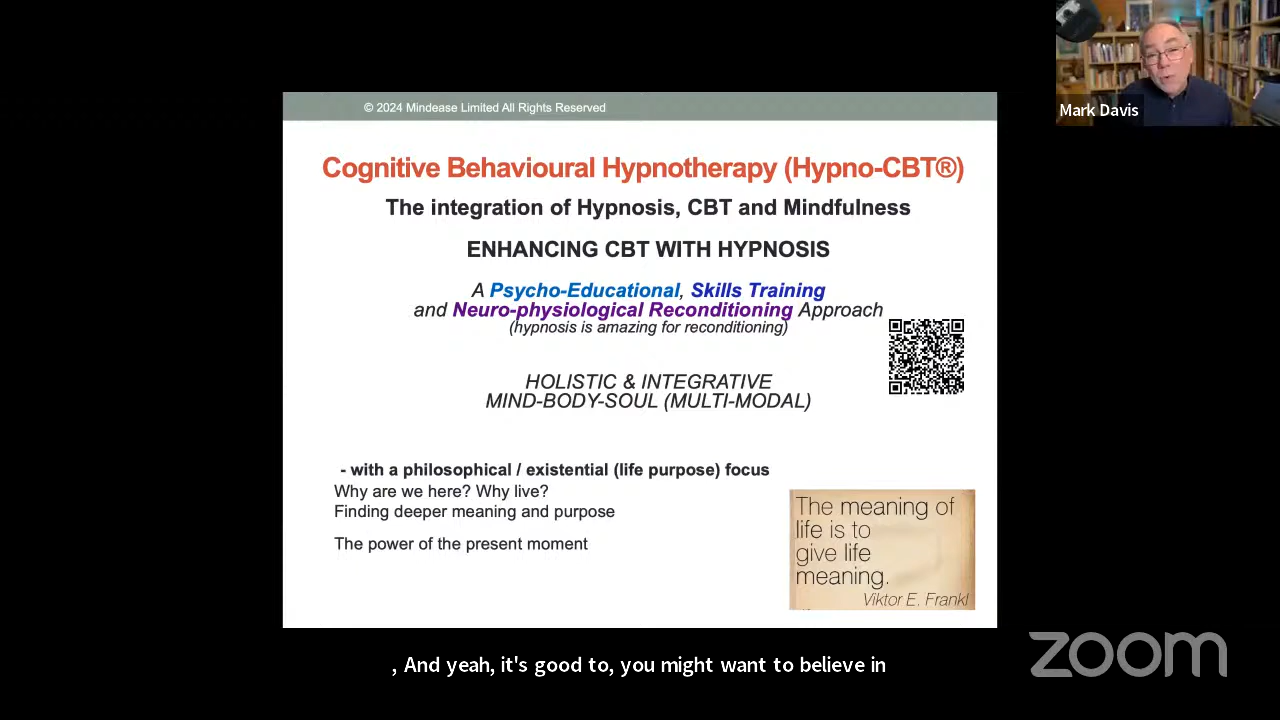 © 2024 Mindease Limited All Rights Reserved
Mark Davis
Cognitive Behavioural Hypnotherapy (Hypno-CBT®)
The integration of Hypnosis, CBT and Mindfulness
ENHANCING CBT WITH HYPNOSIS
A Psycho-Educational, Skills Training
and Neuro-physiological Reconditioning Approach
(hypnosis is amazing for reconditioning)
HOLISTIC & INTEGRATIVE
MIND-BODY-SOUL (MULTI-MODAL)
- with a philosophical / existential (life purpose) focus
Why are we here? Why live?
Finding deeper meaning and purpose
The power of the present moment
The meaning of
life is to
give life
meaning.
Viktor E. Frankl
, And yeah, it's good to, you might want to believe in
zoom